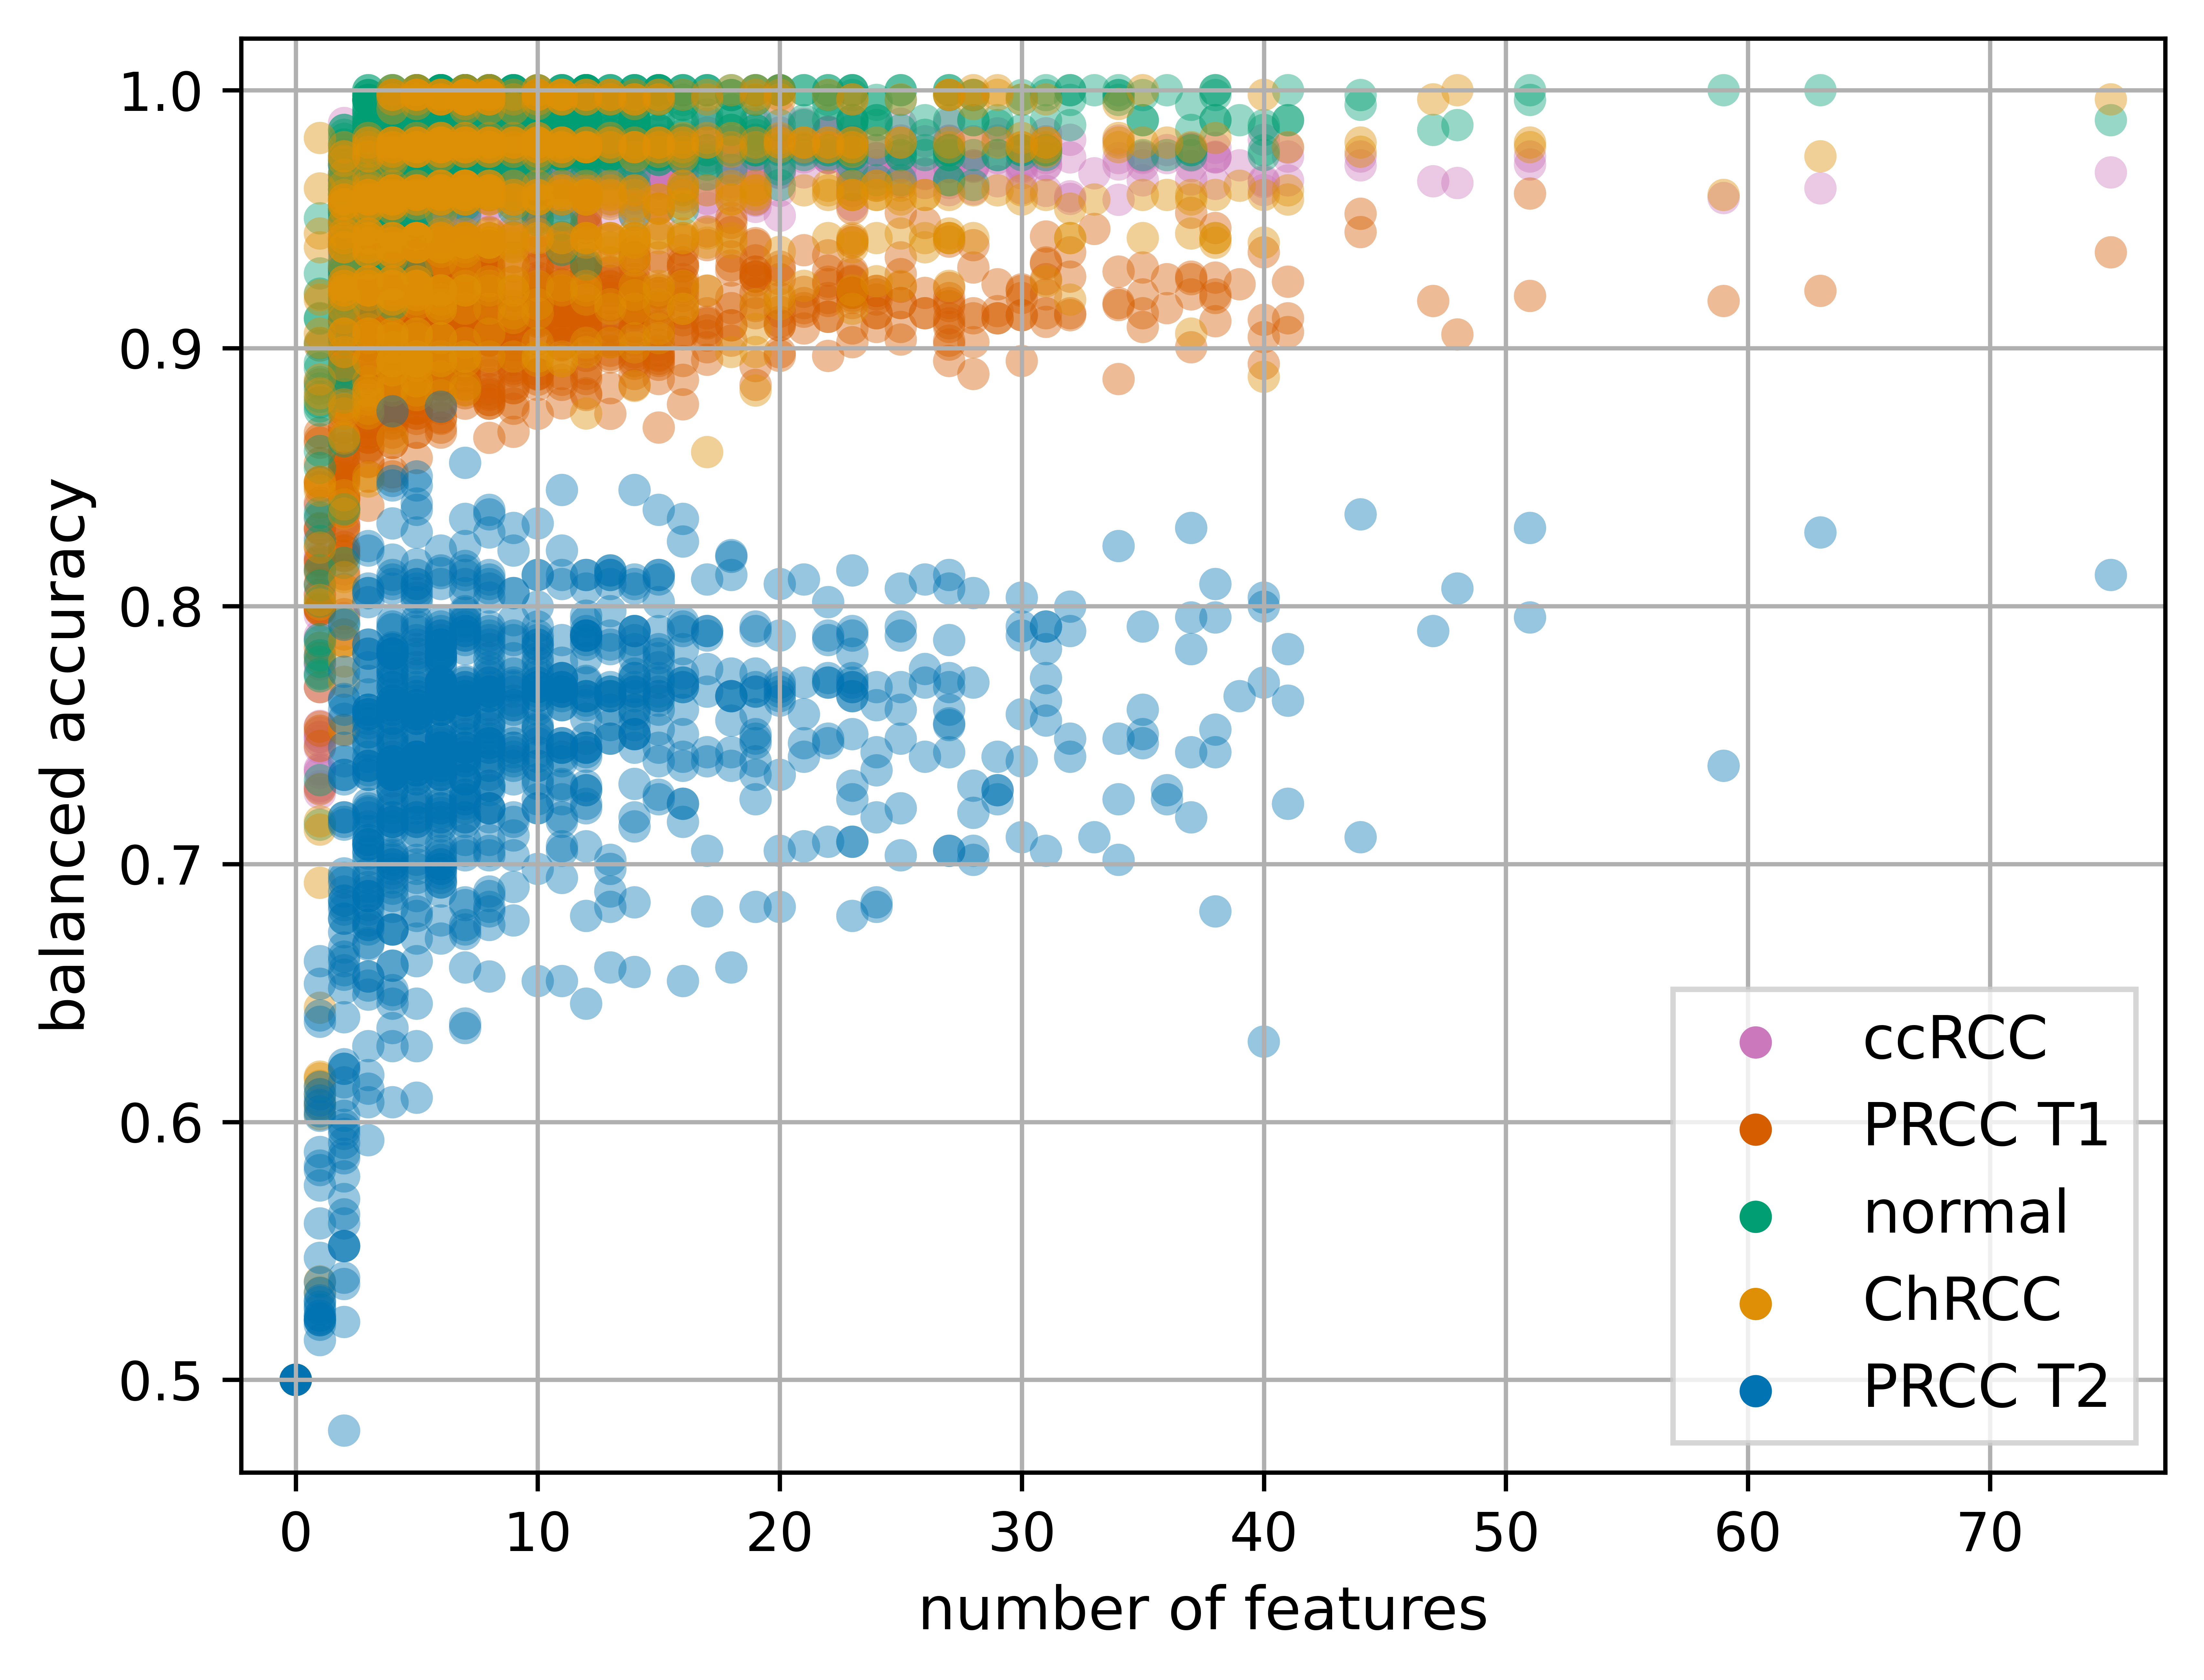 1.0
0.9
0.8
0.7
0.6
0.5
balanced accuracy
ccRCC
PRCC T1
normal
ChRCC
PRCC T2
0 10 20 30 40 50 60 70
number of features